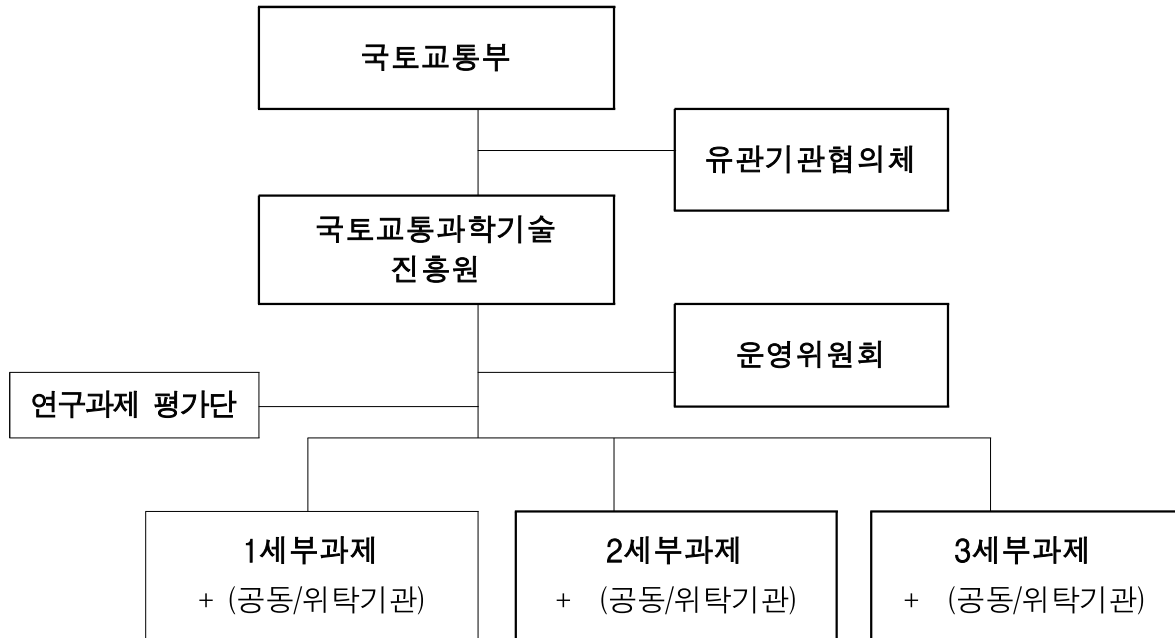 국토교통부
유관기관협의체
국토교통과학기술
진흥원
운영위원회
연구과제 평가단
1세부과제
+ (공동/위탁기관)
2세부과제
+ (공동/위탁기관)
3세부과제
+ (공동/위탁기관)